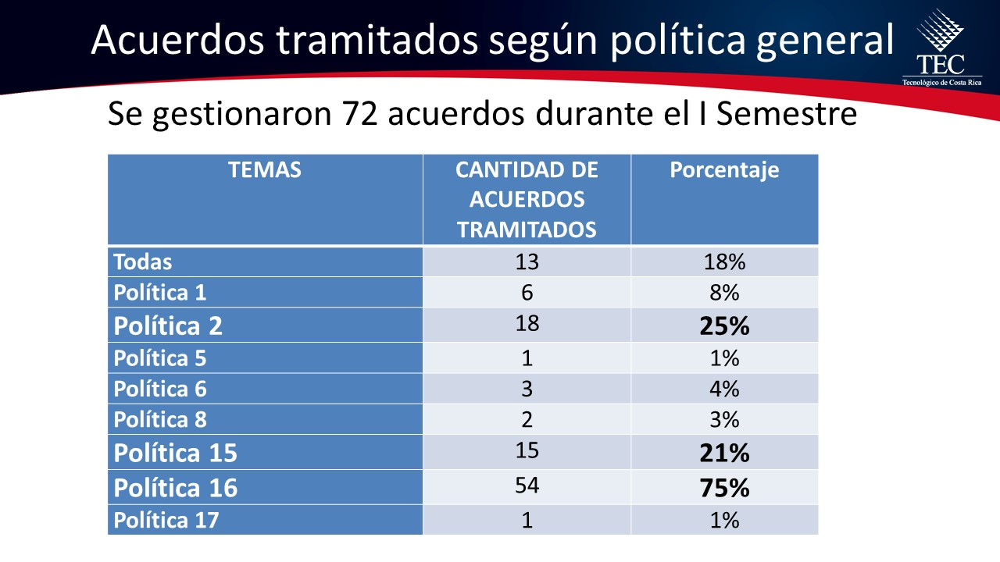 Acuerdos tramitados según política general
TEC
Tecnológico de Costa Rica
Se gestionaron 72 acuerdos durante el I Semestre
TEMAS CANTIDAD DE ACUERDOS TRAMITADOS Porcentaje
Todas 13 18%
Política 1 6 8%
Política 2 18 25%
Política 5 1 1%
Política 6 3 4%
Política 8 2 3%
Política 15 15 21%
Política 16 54 75%
Política 17 1 1%